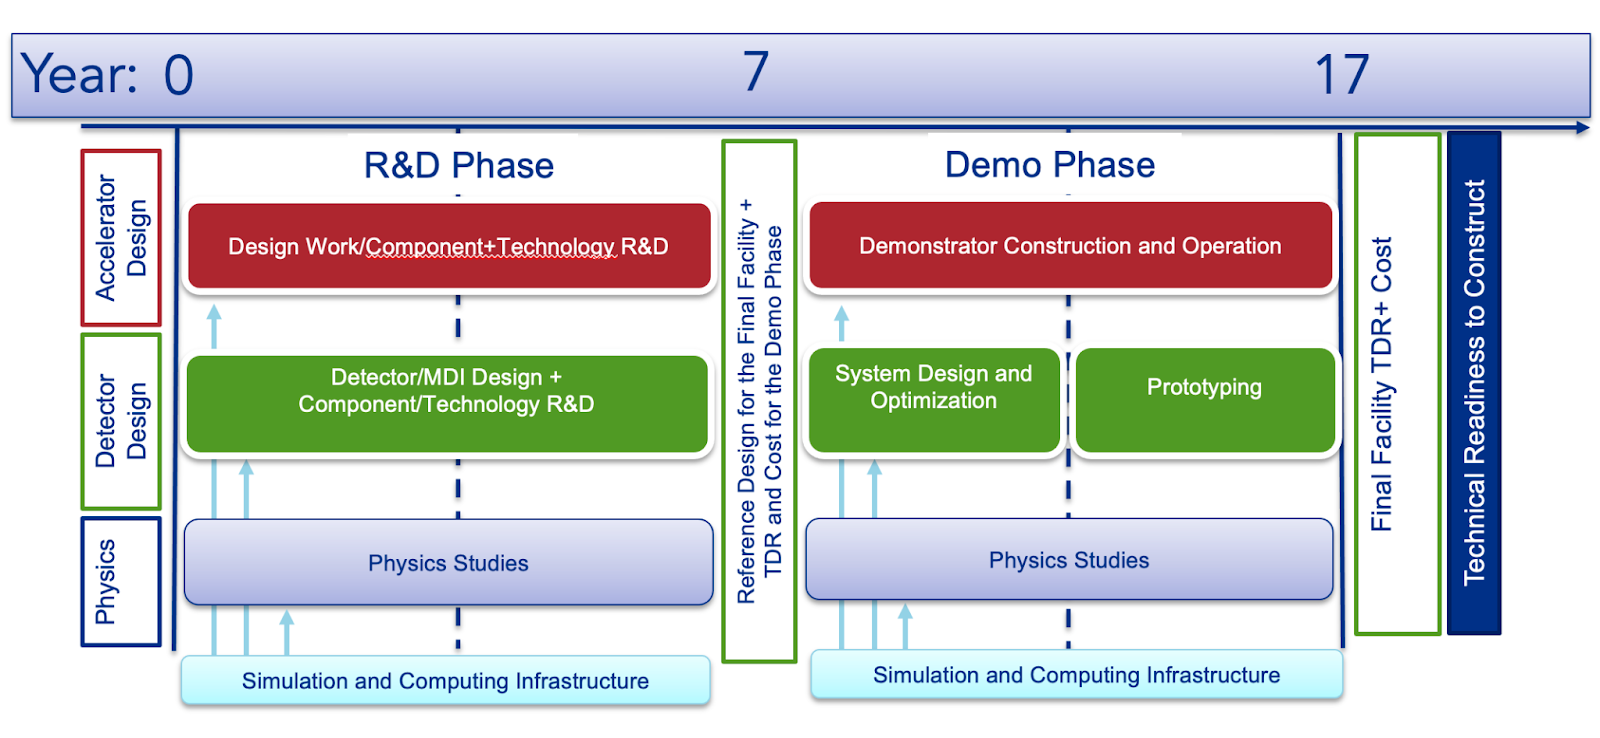 Year: 0
7
17
R&D Phase
Demo Phase
Accelerator
Design
Design Work/Component+Technology R&D
Demonstrator Construction and Operation
Detector
Design
Detector/MDI Design +
Component/Technology R&D
System Design and
Optimization
Prototyping
Physics
Physics Studies
Physics Studies
Simulation and Computing Infrastructure
Simulation and Computing Infrastructure
Reference Design for the Final Facility +
TDR and Cost for the Demo Phase
Final Facility TDR+ Cost
Technical Readiness to Construct